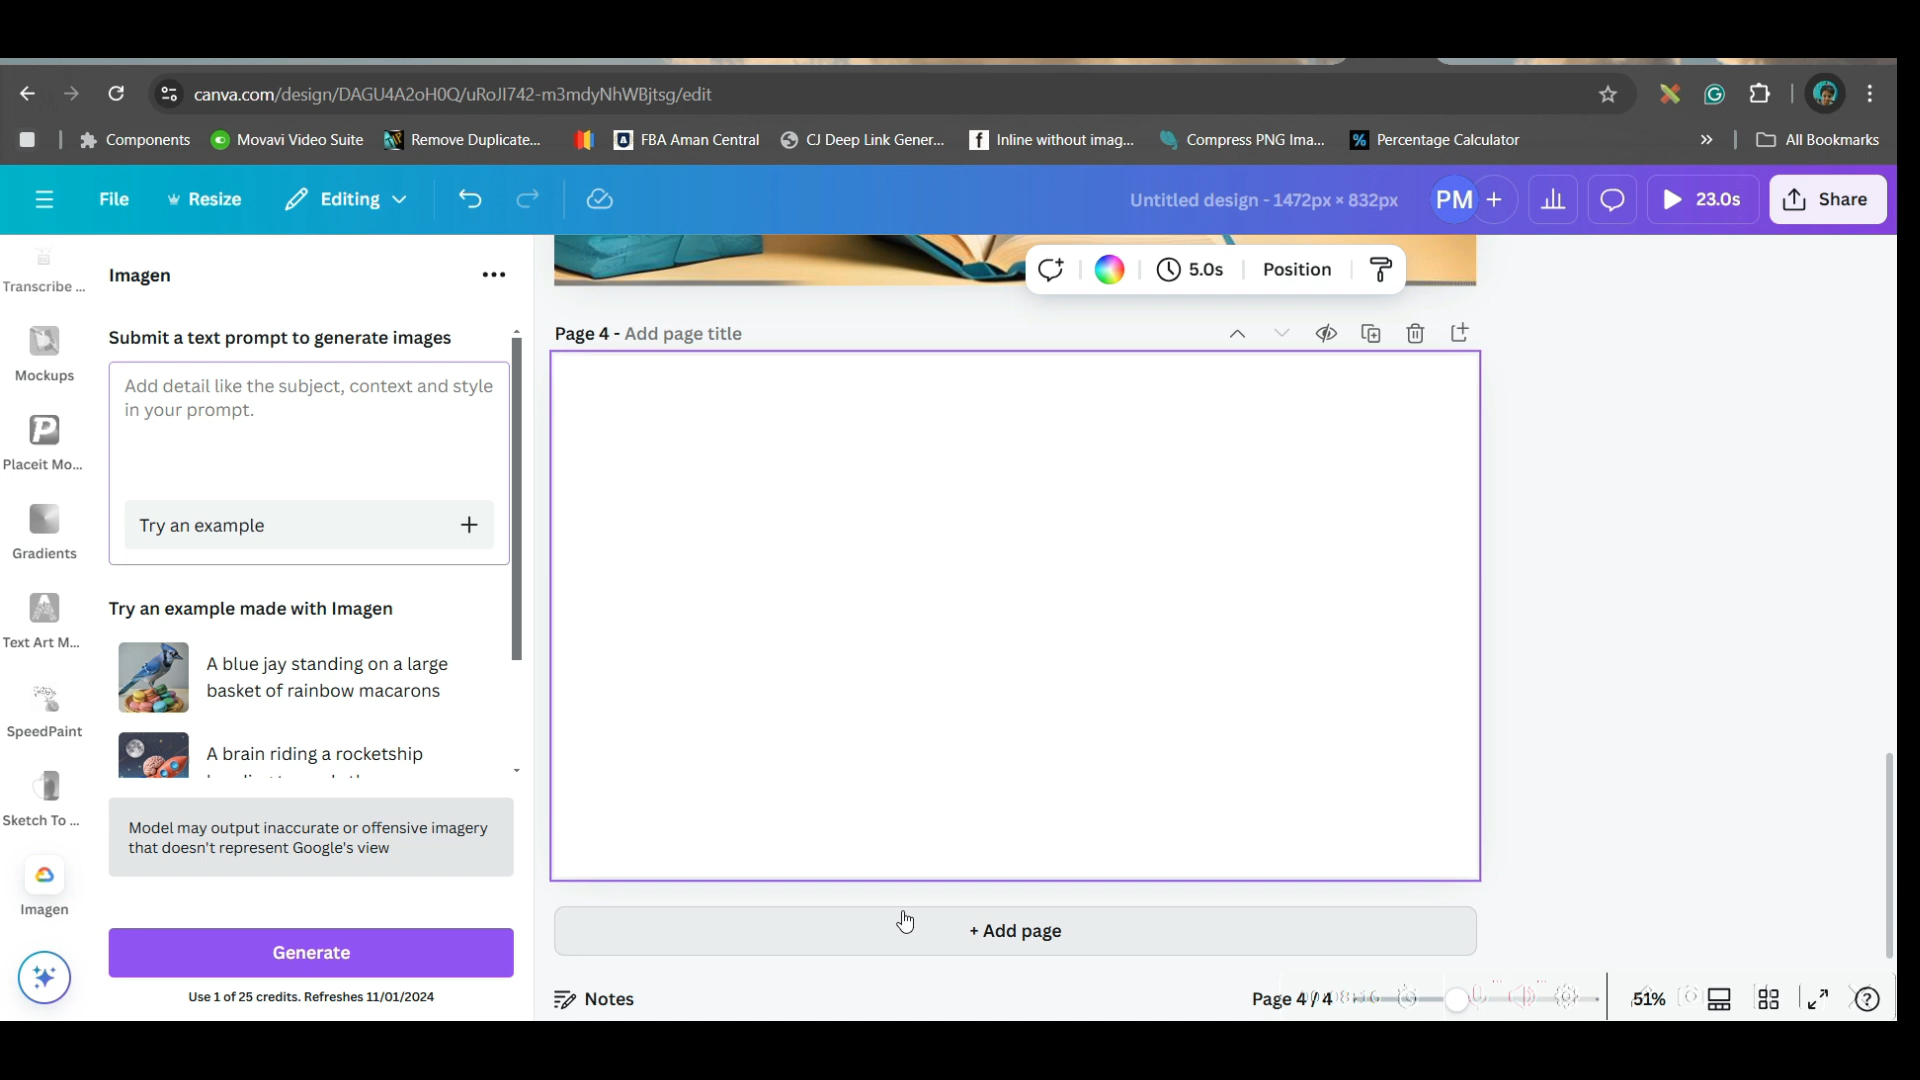 canva.com/design/DAGU4A2oH0Q/uRoJI742-m3mdyNhWBjtsg/edit
Components
Movavi Video Suite
Remove Duplicate...
FBA Aman Central
CJ Deep Link Gener...
Inline without imag...
Compress PNG Ima...
Percentage Calculator
»
All Bookmarks
File
Resize
Editing
Untitled design - 1472px × 832px
PM
+
23.0s
Share
Transcribe ...
Mockups
Placeit Mo...
Gradients
Text Art M...
SpeedPaint
Sketch To ...
Imagen
Imagen
Submit a text prompt to generate images
Add detail like the subject, context and style
in your prompt.
Try an example
Try an example made with Imagen
A blue jay standing on a large
basket of rainbow macarons
A brain riding a rocketship
Model may output inaccurate or offensive imagery
that doesn't represent Google's view
Generate
Use 1 of 25 credits. Refreshes 11/01/2024
5.0s
Position
Page 4 - Add page title
+ Add page
Notes
Page 4 / 4
51%